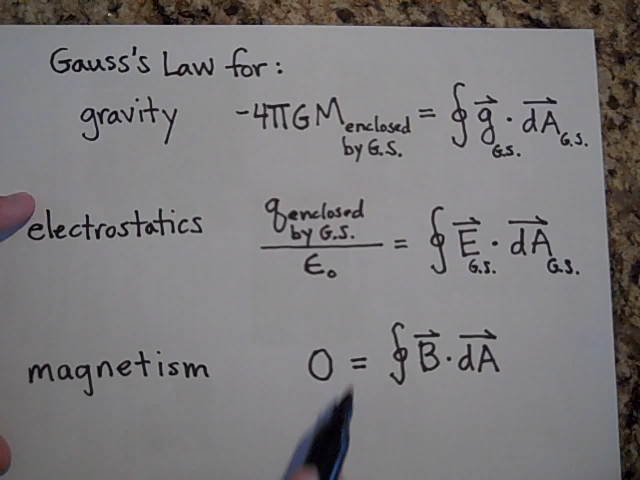 Gauss's Law for:
gravity -4πGM enclosed by G.S. = ∮ g⃗ G.S. · dA⃗ G.S.
electrostatics q enclosed by G.S. / ϵ₀ = ∮ E⃗ G.S. · dA⃗ G.S.
magnetism 0 = ∮ B⃗ · dA⃗